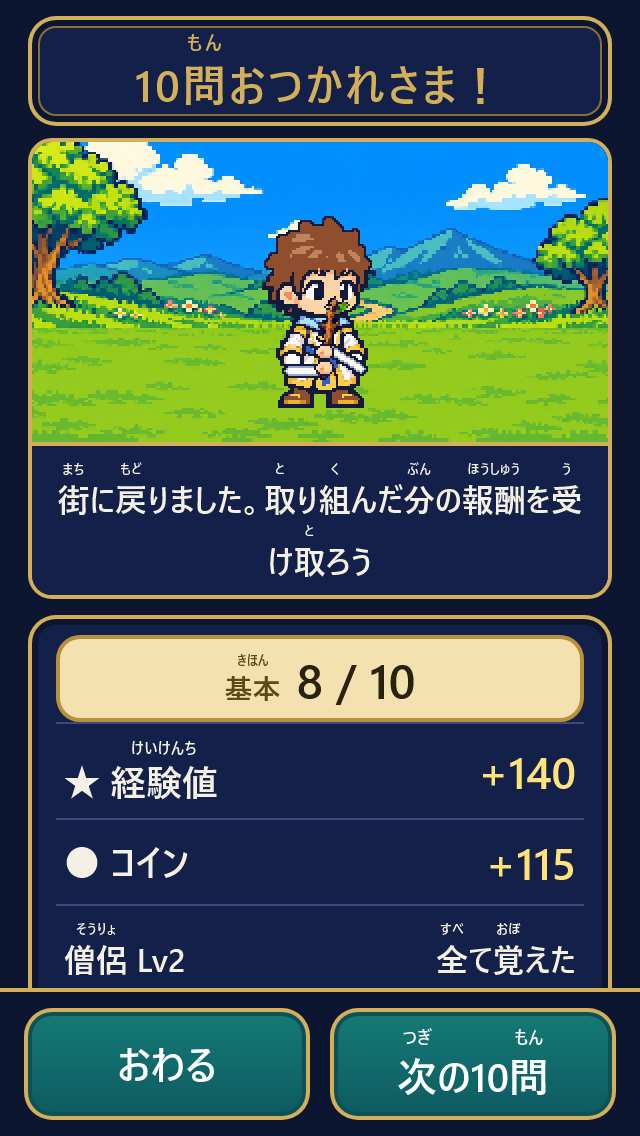 もん
10問おつかれさま！
まち もど と く ぶん ほうしゅう う
街に戻りました。取り組んだ分の報酬を受
と
け取ろう
きほん
基本 8 / 10
けいけんち
★ 経験値 +140
● コイン +115
そうりょ すべ おぼ
僧侶 Lv2 全て覚えた
おわる
つぎ もん
次の10問